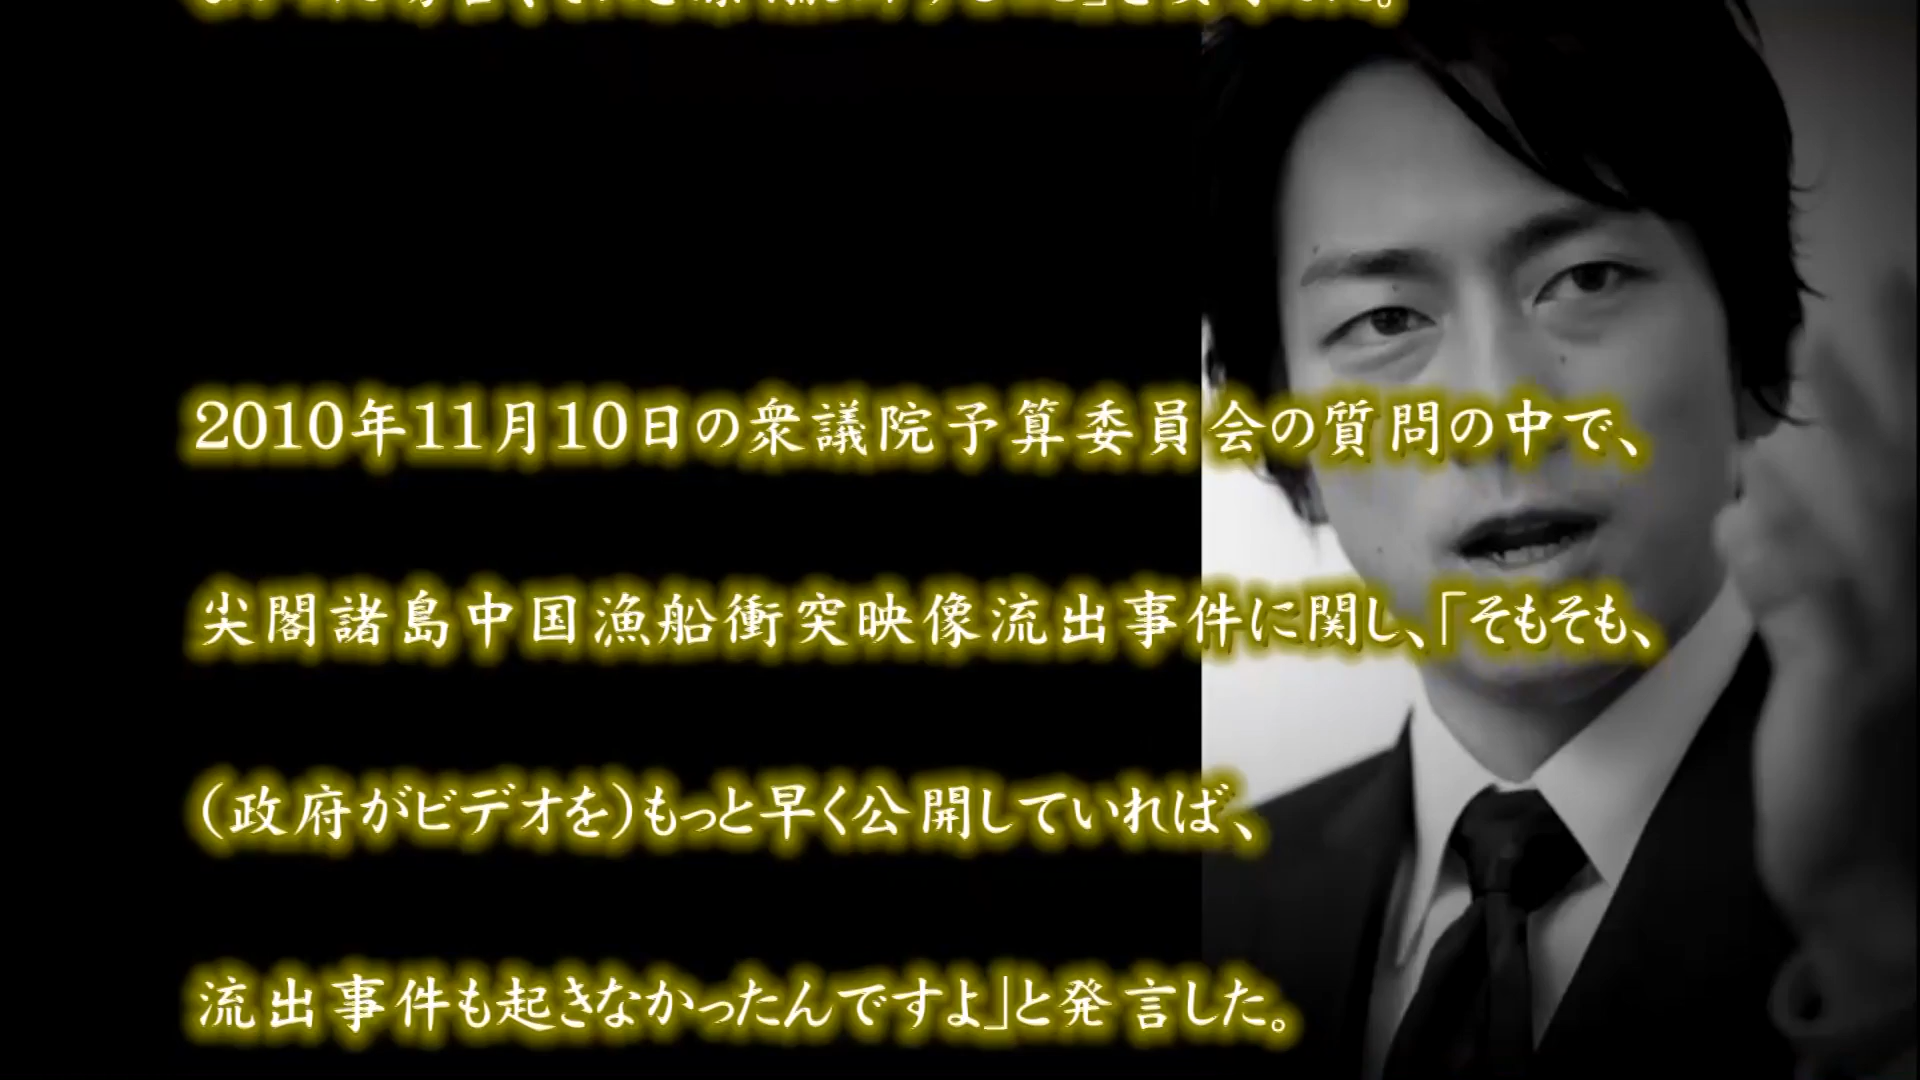 2010年11月10日の衆議院予算委員会の質問の中で、
尖閣諸島中国漁船衝突映像流出事件に関し、「そもそも、
（政府がビデオを）もっと早く公開していれば、
流出事件も起きなかったんですよ」と発言した。